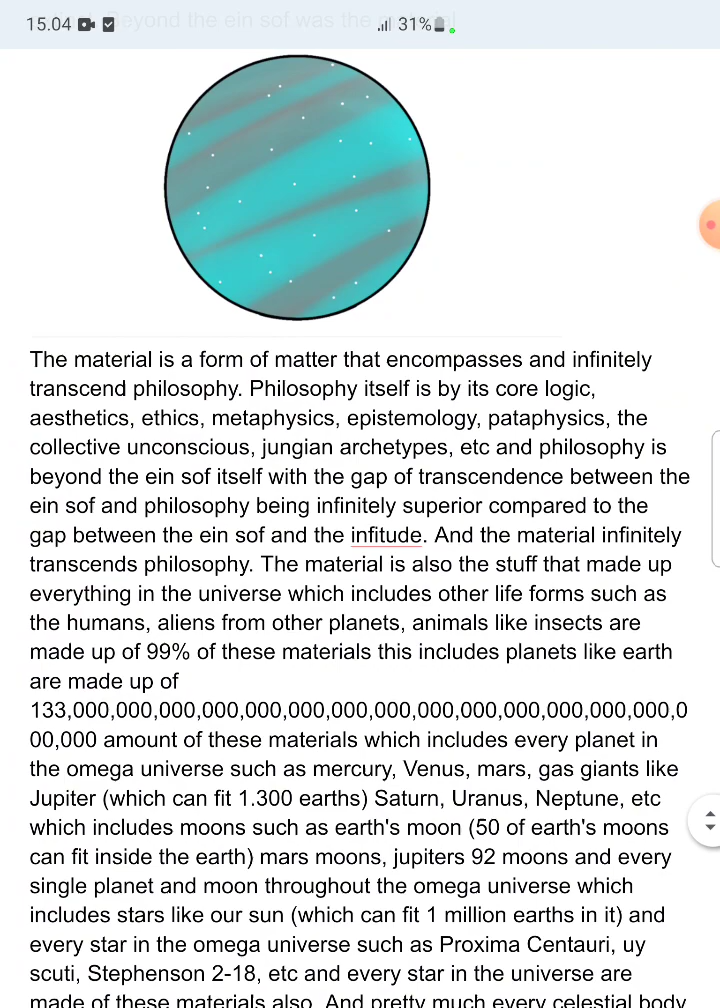 15.04
31%
Beyond the ein sof was the material
The material is a form of matter that encompasses and infinitely
transcend philosophy. Philosophy itself is by its core logic,
aesthetics, ethics, metaphysics, epistemology, pataphysics, the
collective unconscious, jungian archetypes, etc and philosophy is
beyond the ein sof itself with the gap of transcendence between the
ein sof and philosophy being infinitely superior compared to the
gap between the ein sof and the infitude. And the material infinitely
transcends philosophy. The material is also the stuff that made up
everything in the universe which includes other life forms such as
the humans, aliens from other planets, animals like insects are
made up of 99% of these materials this includes planets like earth
are made up of
133,000,000,000,000,000,000,000,000,000,000,000,000,000,000,0
00,000 amount of these materials which includes every planet in
the omega universe such as mercury, Venus, mars, gas giants like
Jupiter (which can fit 1.300 earths) Saturn, Uranus, Neptune, etc
which includes moons such as earth's moon (50 of earth's moons
can fit inside the earth) mars moons, jupiters 92 moons and every
single planet and moon throughout the omega universe which
includes stars like our sun (which can fit 1 million earths in it) and
every star in the omega universe such as Proxima Centauri, uy
scuti, Stephenson 2-18, etc and every star in the universe are
made of these materials also. And pretty much every celestial body